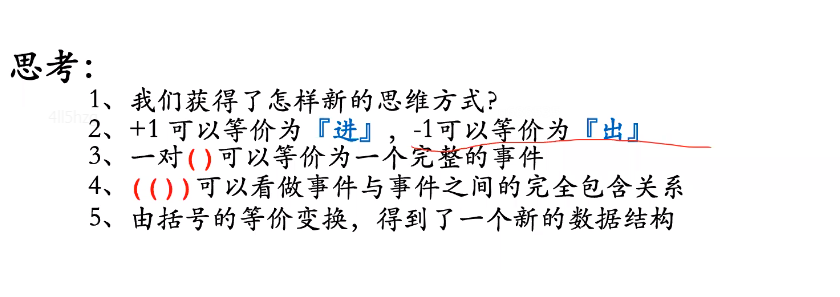 思考：
1、我们获得了怎样新的思维方式？
2、+1 可以等价为『进』，-1可以等价为『出』
3、一对()可以等价为一个完整的事件
4、(())可以看做事件与事件之间的完全包含关系
5、由括号的等价变换，得到了一个新的数据结构